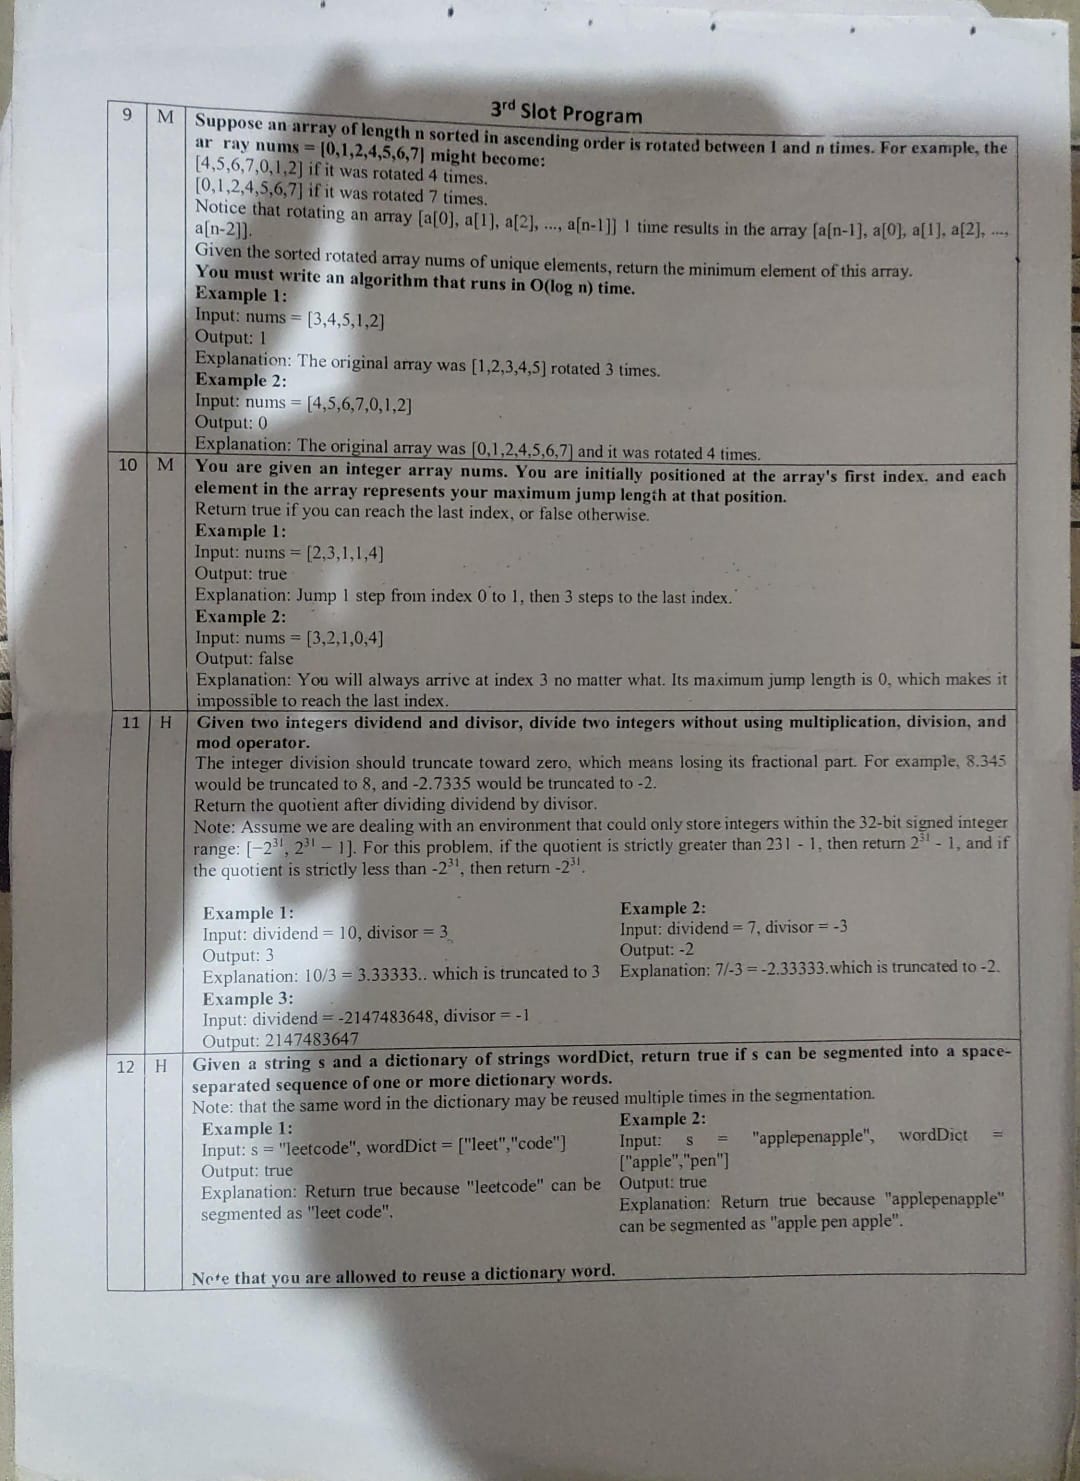 3rd Slot Program
9 M Suppose an array of length n sorted in ascending order is rotated between 1 and n times. For example, the
ar ray nums = [0,1,2,4,5,6,7] might become:
[4,5,6,7,0,1,2] if it was rotated 4 times.
[0,1,2,4,5,6,7] if it was rotated 7 times.
Notice that rotating an array [a[0], a[1], a[2], ..., a[n-1]] 1 time results in the array [a[n-1], a[0], a[1], a[2], ...,
a[n-2]].
Given the sorted rotated array nums of unique elements, return the minimum element of this array.
You must write an algorithm that runs in O(log n) time.
Example 1:
Input: nums = [3,4,5,1,2]
Output: 1
Explanation: The original array was [1,2,3,4,5] rotated 3 times.
Example 2:
Input: nums = [4,5,6,7,0,1,2]
Output: 0
Explanation: The original array was [0,1,2,4,5,6,7] and it was rotated 4 times.
10 M You are given an integer array nums. You are initially positioned at the array's first index, and each
element in the array represents your maximum jump length at that position.
Return true if you can reach the last index, or false otherwise.
Example 1:
Input: nums = [2,3,1,1,4]
Output: true
Explanation: Jump 1 step from index 0 to 1, then 3 steps to the last index.
Example 2:
Input: nums = [3,2,1,0,4]
Output: false
Explanation: You will always arrive at index 3 no matter what. Its maximum jump length is 0, which makes it
impossible to reach the last index.
11 H Given two integers dividend and divisor, divide two integers without using multiplication, division, and
mod operator.
The integer division should truncate toward zero, which means losing its fractional part. For example, 8.345
would be truncated to 8, and -2.7335 would be truncated to -2.
Return the quotient after dividing dividend by divisor.
Note: Assume we are dealing with an environment that could only store integers within the 32-bit signed integer
range: [−2³¹, 2³¹ − 1]. For this problem, if the quotient is strictly greater than 231 - 1, then return 2³¹ - 1, and if
the quotient is strictly less than -2³¹, then return -2³¹.
Example 1:
Input: dividend = 10, divisor = 3
Output: 3
Explanation: 10/3 = 3.33333.. which is truncated to 3
Example 2:
Input: dividend = 7, divisor = -3
Output: -2
Explanation: 7/-3 = -2.33333.which is truncated to -2.
Example 3:
Input: dividend = -2147483648, divisor = -1
Output: 2147483647
12 H Given a string s and a dictionary of strings wordDict, return true if s can be segmented into a space-
separated sequence of one or more dictionary words.
Note: that the same word in the dictionary may be reused multiple times in the segmentation.
Example 1:
Input: s = "leetcode", wordDict = ["leet","code"]
Output: true
Explanation: Return true because "leetcode" can be
segmented as "leet code".
Example 2:
Input: s = "applepenapple", wordDict =
["apple","pen"]
Output: true
Explanation: Return true because "applepenapple"
can be segmented as "apple pen apple".
Note that you are allowed to reuse a dictionary word.